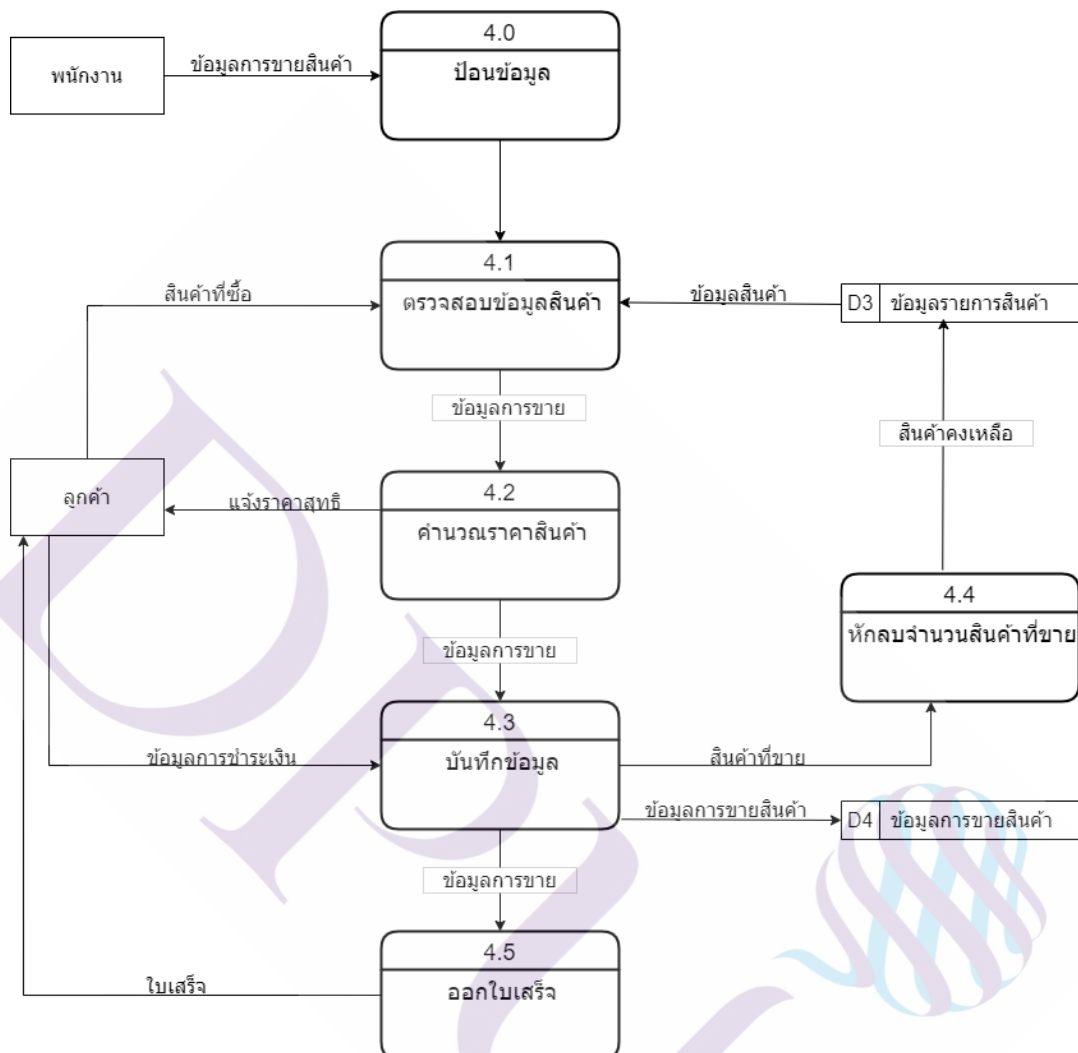 4.0
พนักงาน
ข้อมูลการขายสินค้า
ป้อนข้อมูล
4.1
สินค้าที่ซื้อ
ตรวจสอบข้อมูลสินค้า
ข้อมูลสินค้า
D3 ข้อมูลรายการสินค้า
ข้อมูลการขาย
สินค้าคงเหลือ
ลูกค้า
แจ้งราคาสุทธิ
4.2
คำนวณราคาสินค้า
4.4
หักลบจำนวนสินค้าที่ขาย
ข้อมูลการขาย
4.3
ข้อมูลการชำระเงิน
บันทึกข้อมูล
สินค้าที่ขาย
ข้อมูลการขายสินค้า
D4 ข้อมูลการขายสินค้า
ข้อมูลการขาย
4.5
ใบเสร็จ
ออกใบเสร็จ